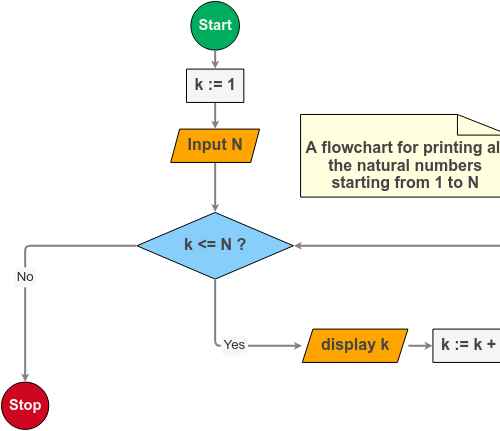 Start
k := 1
Input N
A flowchart for printing al
the natural numbers
starting from 1 to N
k <= N ?
No
Yes
display k
k := k +
Stop